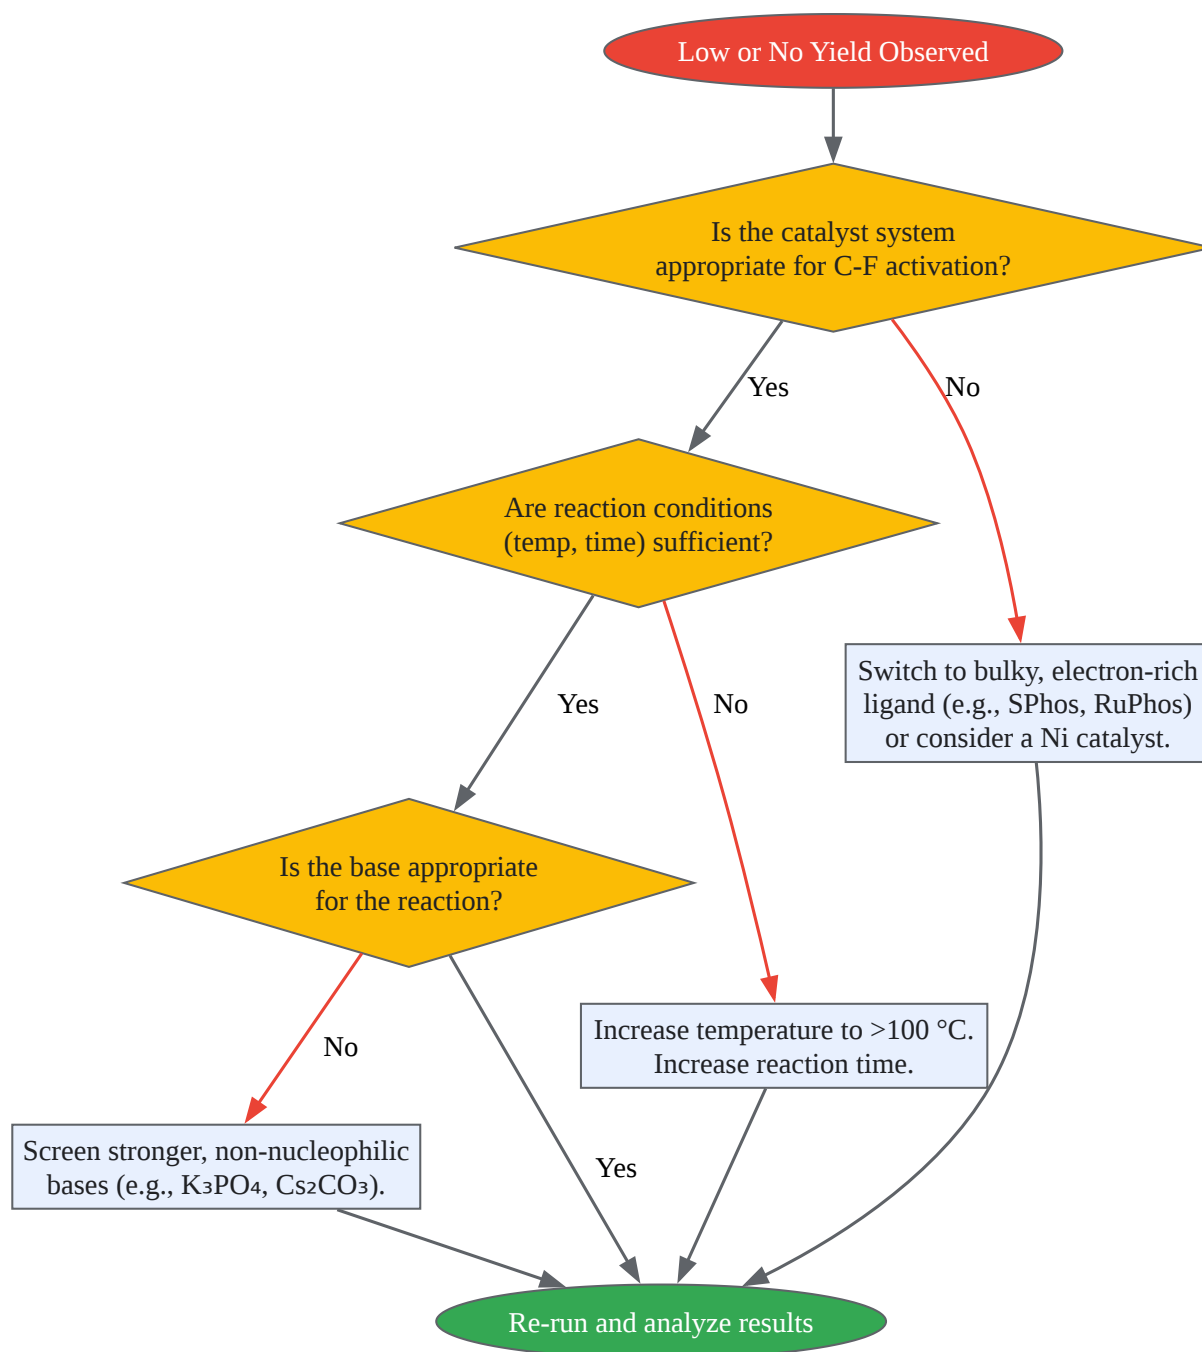 Low or No Yield Observed
Is the catalyst system
appropriate for C-F activation?
Yes
No
Are reaction conditions
(temp, time) sufficient?
Switch to bulky, electron-rich
ligand (e.g., SPhos, RuPhos)
or consider a Ni catalyst.
Yes
No
Is the base appropriate
for the reaction?
Increase temperature to >100 °C.
Increase reaction time.
No
Yes
Screen stronger, non-nucleophilic
bases (e.g., K₃PO₄, Cs₂CO₃).
Re-run and analyze results